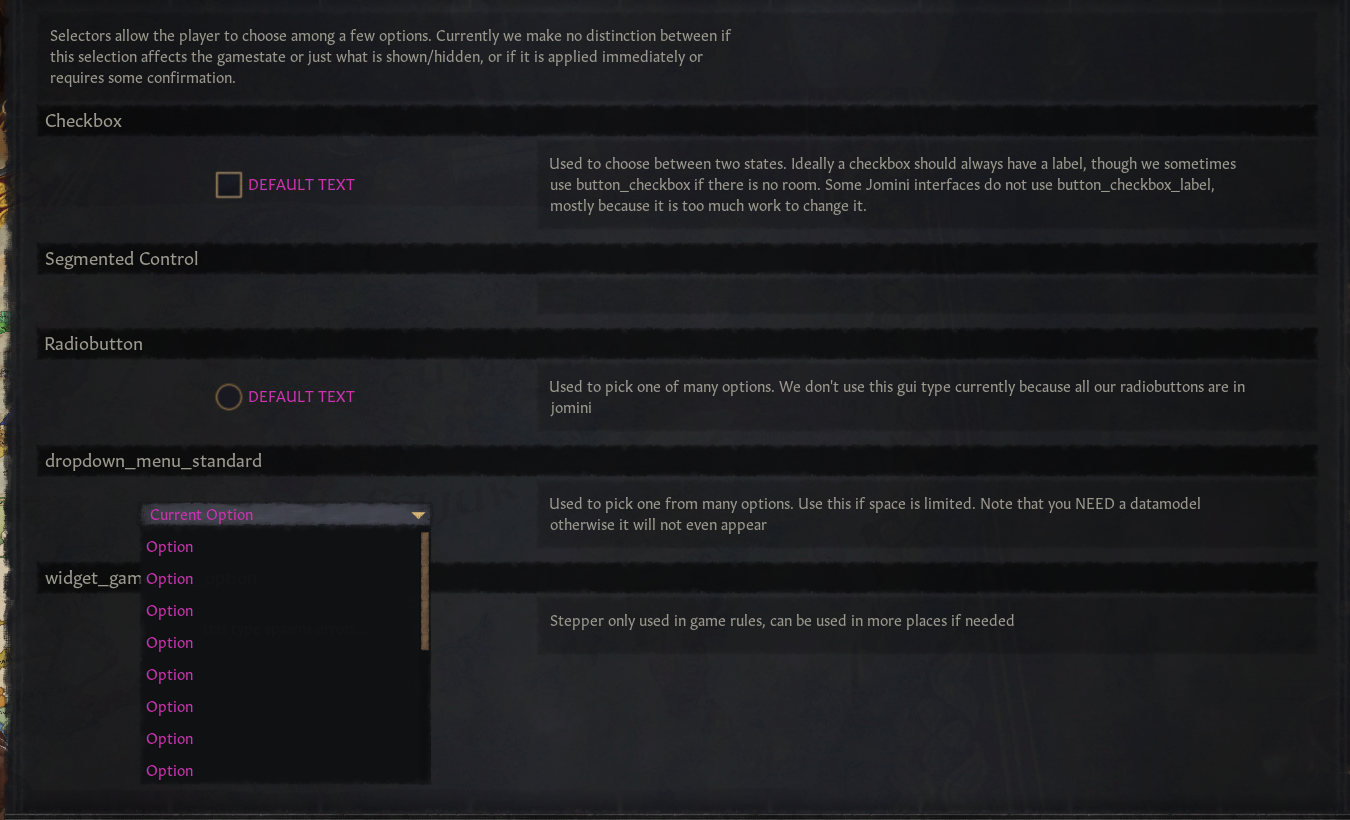 Selectors allow the player to choose among a few options. Currently we make no distinction between if
this selection affects the gamestate or just what is shown/hidden, or if it is applied immediately or
requires some confirmation.
Checkbox
DEFAULT TEXT
Used to choose between two states. Ideally a checkbox should always have a label, though we sometimes
use button_checkbox if there is no room. Some Jomini interfaces do not use button_checkbox_label,
mostly because it is too much work to change it.
Segmented Control
Radiobutton
DEFAULT TEXT
Used to pick one of many options. We don't use this gui type currently because all our radiobuttons are in
jomini
dropdown_menu_standard
Current Option
Used to pick one from many options. Use this if space is limited. Note that you NEED a datamodel
otherwise it will not even appear
Option
widget_gam
Option
Option
Stepper only used in game rules, can be used in more places if needed
Option
Option
Option
Option
Option